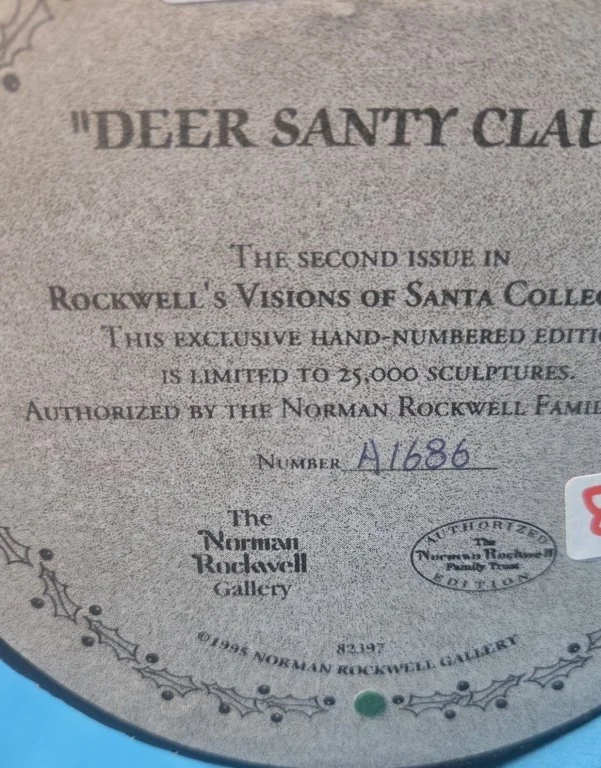 "DEER SANTY CLAU
THE SECOND ISSUE IN
ROCKWELL'S VISIONS OF SANTA COLLEC
THIS EXCLUSIVE HAND-NUMBERED EDITI
IS LIMITED TO 25,000 SCULPTURES.
AUTHORIZED BY THE NORMAN ROCKWELL FAMIL
NUMBER A1686
The
Norman
Rockwell
Gallery
AUTHORIZED
The
Norman Rockwell
Family Trust
EDITION
82397
©1995 NORMAN ROCKWELL GALLERY